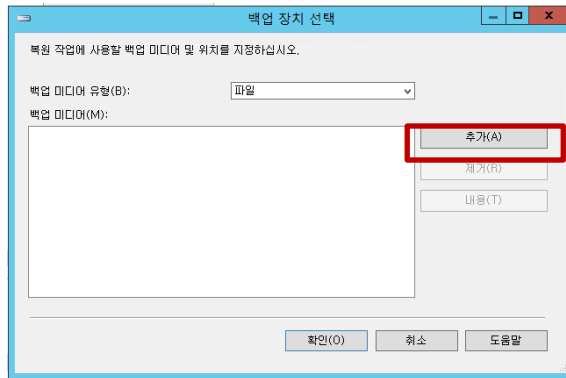 백업 장치 선택
복원 작업에 사용할 백업 미디어 및 위치를 지정하십시오.
백업 미디어 유형(B):
파일
백업 미디어(M):
추가(A)
제거(R)
내용(T)
확인(O) 취소 도움말